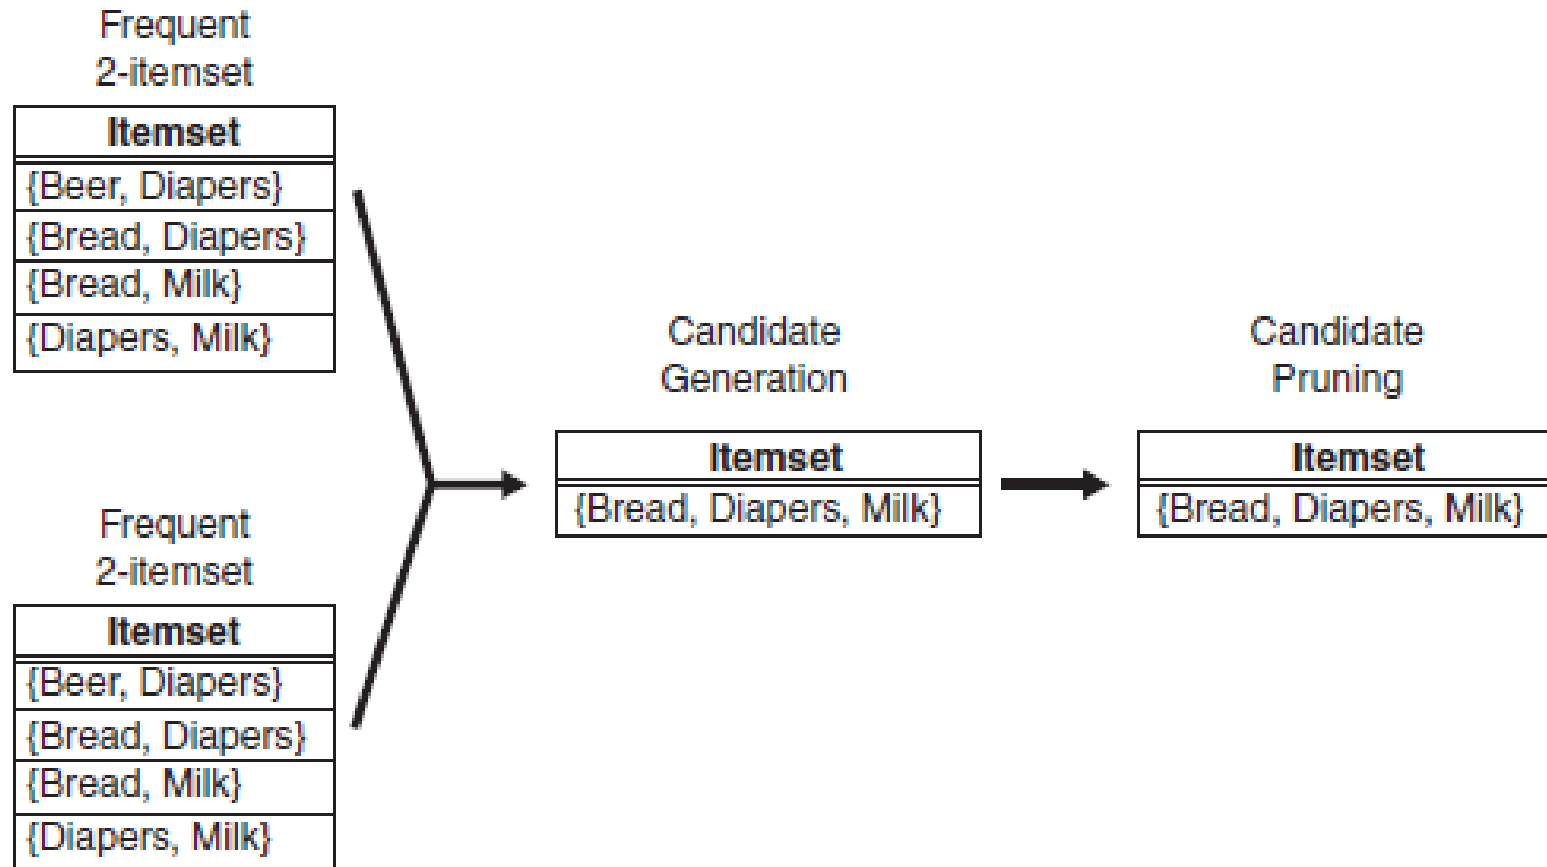 Frequent
2-itemset
Itemset
{Beer, Diapers}
{Bread, Diapers}
{Bread, Milk}
{Diapers, Milk}
Frequent
2-itemset
Itemset
{Beer, Diapers}
{Bread, Diapers}
{Bread, Milk}
{Diapers, Milk}
Candidate
Generation
Itemset
{Bread, Diapers, Milk}
Candidate
Pruning
Itemset
{Bread, Diapers, Milk}